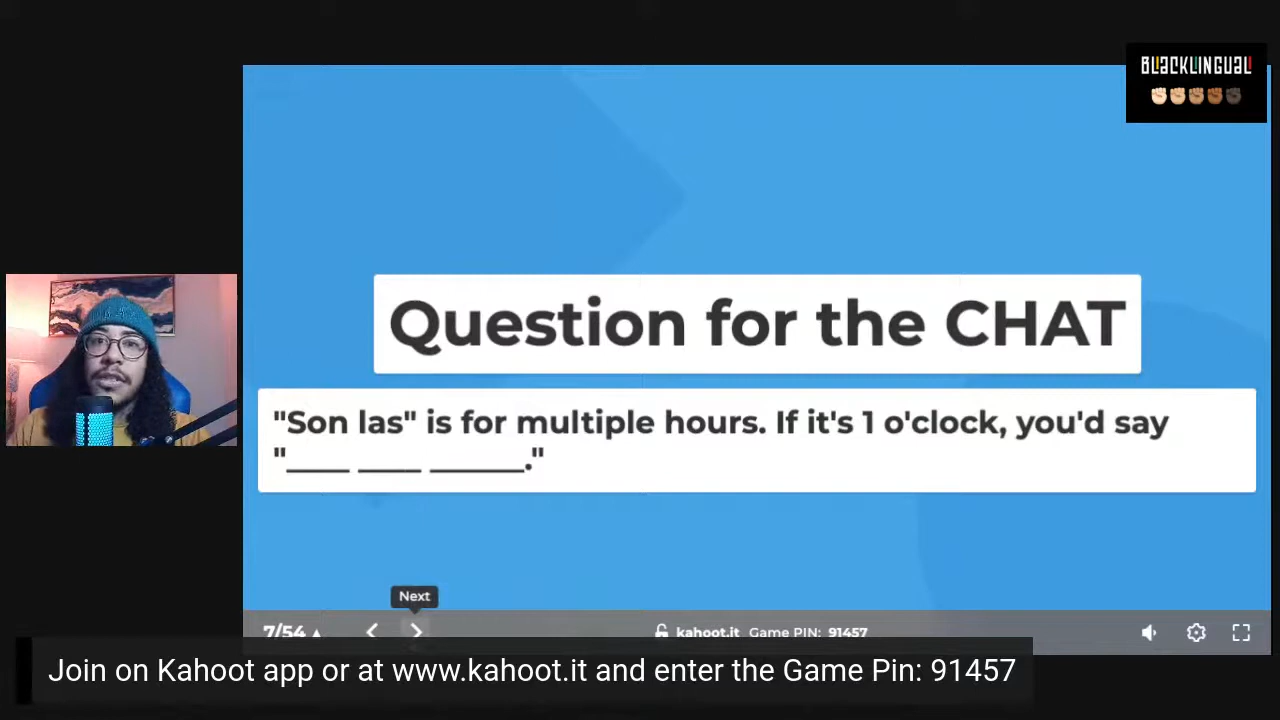 BLACKLINGUAL
Question for the CHAT
"Son las" is for multiple hours. If it's 1 o'clock, you'd say
"____ ____ ______."
Next
7/54
kahoot.it Game PIN: 91457
Join on Kahoot app or at www.kahoot.it and enter the Game Pin: 91457